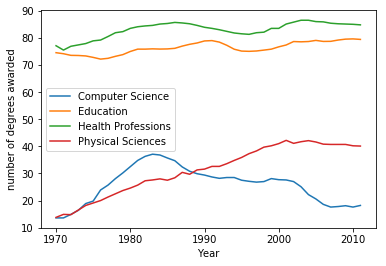 number of degrees awarded
90
80
70
60
50
40
30
20
10
Computer Science
Education
Health Professions
Physical Sciences
1970
1980
1990
2000
2010
Year